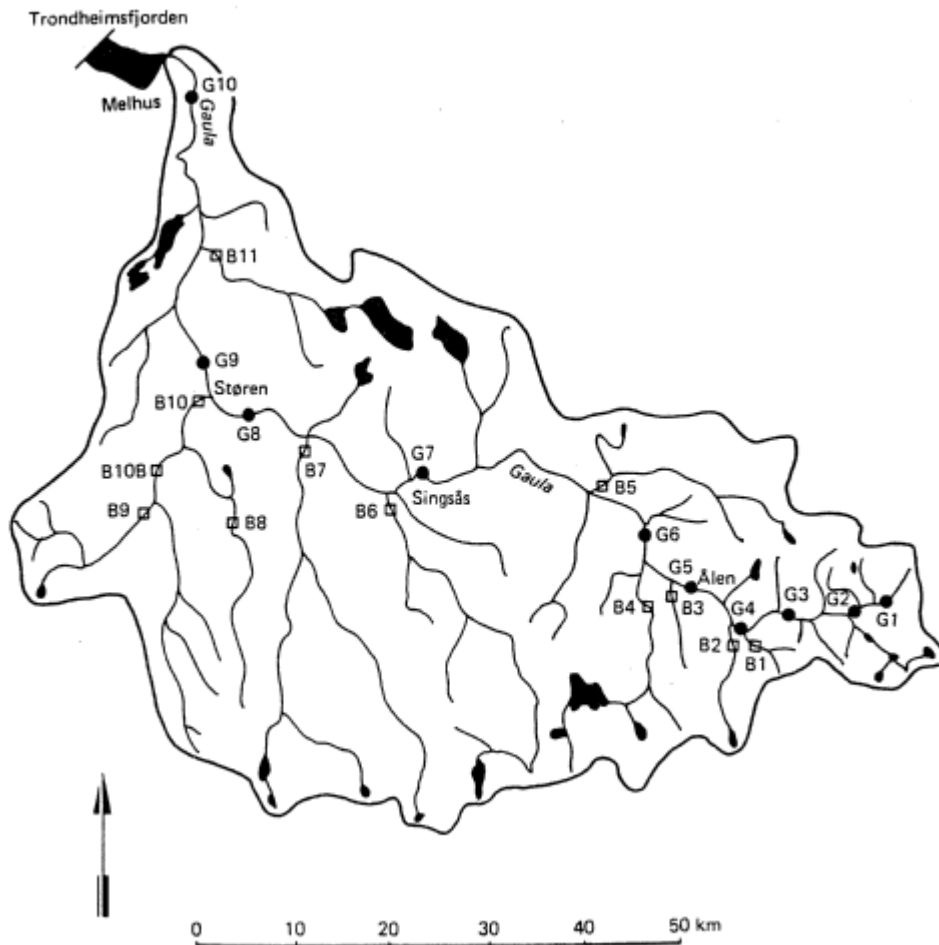 Trondheimsfjorden
Melhus
G10
Gaula
B11
G9
Støren
B10
G8
B7
G7
Singsås
Gaula
B10B
B9
B8
B6
B5
G6
G5
Ålen
B4
B3
G4
G3
G2
G1
B2
B1
0 10 20 30 40 50 km